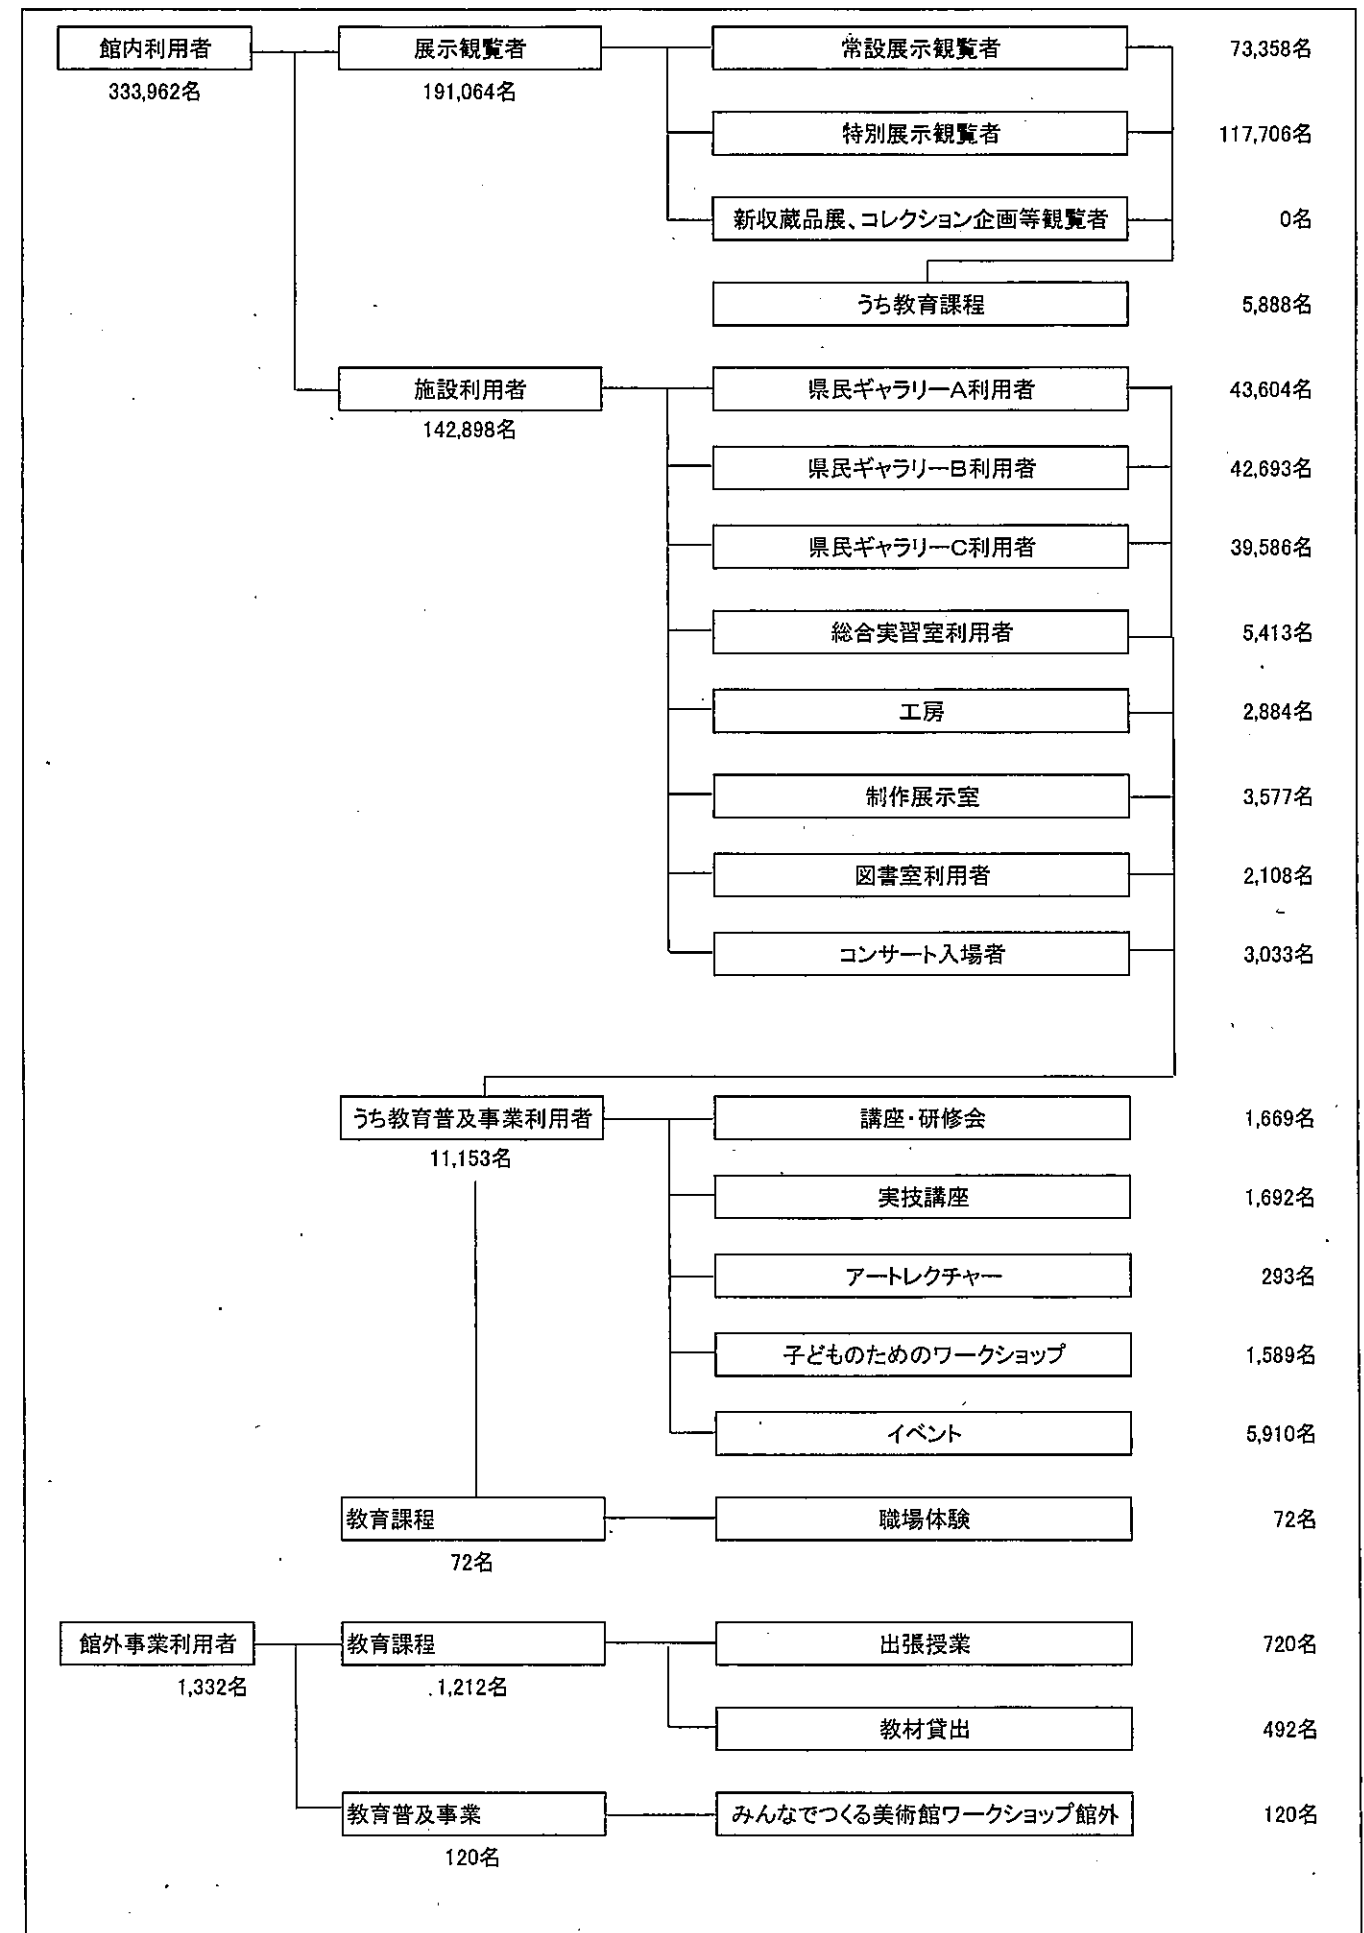 館内利用者 展示観覧者 常設展示観覧者 73,358名
333,962名 191,064名
特別展示観覧者 117,706名
新収蔵品展、コレクション企画等観覧者 0名
うち教育課程 5,888名
施設利用者 県民ギャラリーA利用者 43,604名
142,898名
県民ギャラリーB利用者 42,693名
県民ギャラリーC利用者 39,586名
総合実習室利用者 5,413名
工房 2,884名
制作展示室 3,577名
図書室利用者 2,108名
コンサート入場者 3,033名
うち教育普及事業利用者 講座・研修会 1,669名
11,153名
実技講座 1,692名
アートレクチャー 293名
子どものためのワークショップ 1,589名
イベント 5,910名
教育課程 職場体験 72名
72名
館外事業利用者 教育課程 出張授業 720名
1,332名 1,212名
教材貸出 492名
教育普及事業 みんなでつくる美術館ワークショップ館外 120名
120名